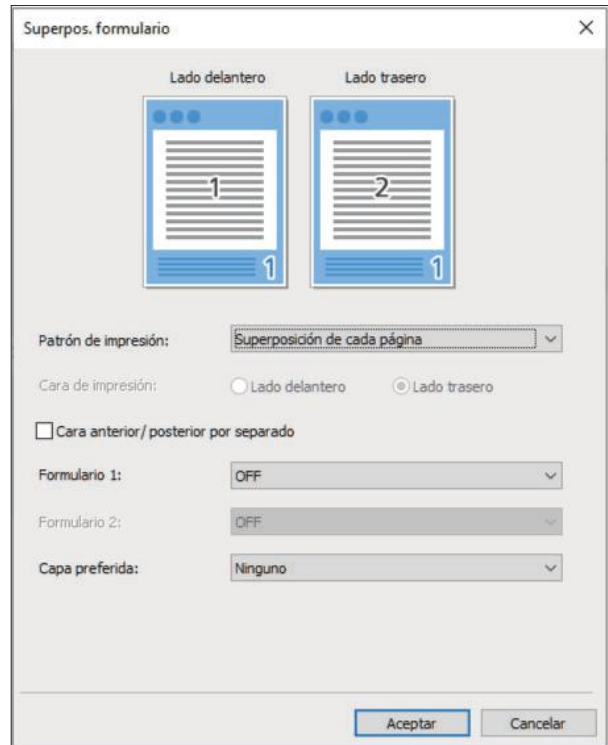 Superpos. formulario
Lado delantero Lado trasero
1 2
1 1
Patrón de impresión: Superposición de cada página
Cara de impresión: Lado delantero Lado trasero
Cara anterior/posterior por separado
Formulario 1: OFF
Formulario 2: OFF
Capa preferida: Ninguno
Aceptar Cancelar